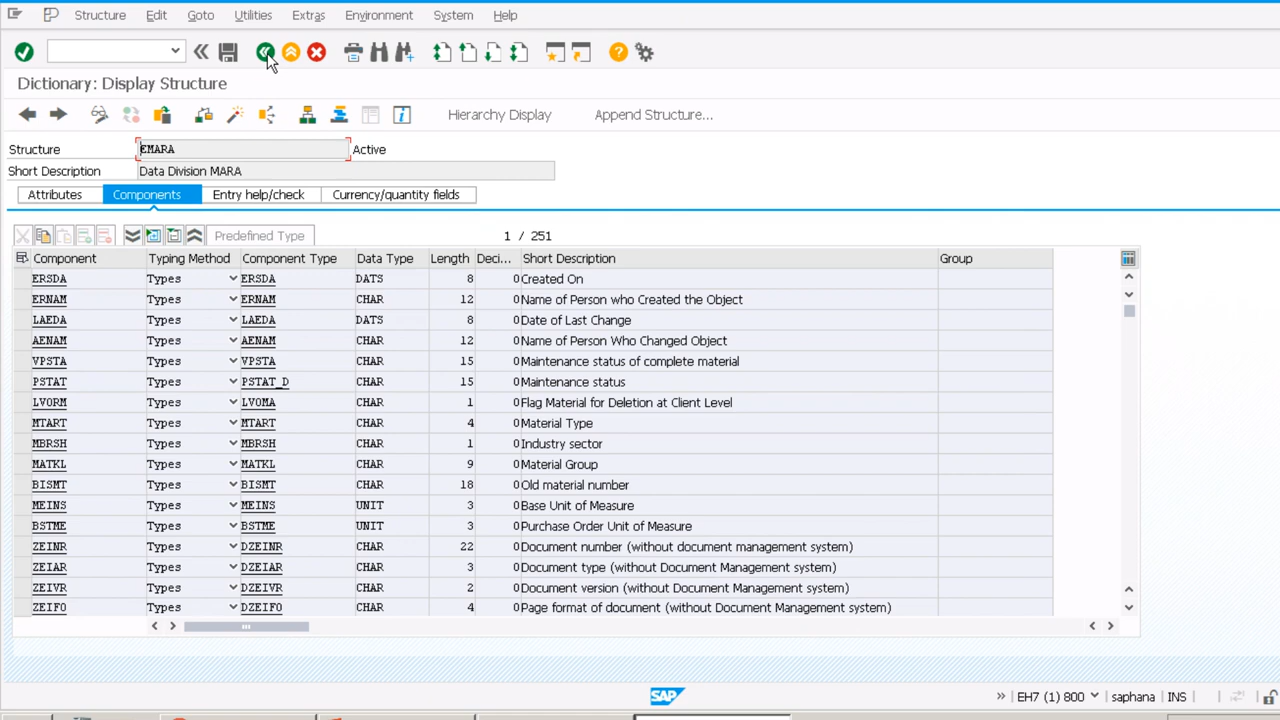 Structure Edit Goto Utilities Extras Environment System Help
Dictionary: Display Structure
Hierarchy Display Append Structure...
Structure EMARA Active
Short Description Data Division MARA
Attributes Components Entry help/check Currency/quantity fields
Predefined Type 1 / 251
Component Typing Method Component Type Data Type Length Deci... Short Description Group
ERSDA Types ERSDA DATS 8 0 Created On
ERNAM Types ERNAM CHAR 12 0 Name of Person who Created the Object
LAEDA Types LAEDA DATS 8 0 Date of Last Change
AENAM Types AENAM CHAR 12 0 Name of Person Who Changed Object
VPSTA Types VPSTA CHAR 15 0 Maintenance status of complete material
PSTAT Types PSTAT_D CHAR 15 0 Maintenance status
LVORM Types LVOMA CHAR 1 0 Flag Material for Deletion at Client Level
MTART Types MTART CHAR 4 0 Material Type
MBRSH Types MBRSH CHAR 1 0 Industry sector
MATKL Types MATKL CHAR 9 0 Material Group
BISMT Types BISMT CHAR 18 0 Old material number
MEINS Types MEINS UNIT 3 0 Base Unit of Measure
BSTME Types BSTME UNIT 3 0 Purchase Order Unit of Measure
ZEINR Types DZEINR CHAR 22 0 Document number (without document management system)
ZEIAR Types DZEIAR CHAR 3 0 Document type (without Document Management system)
ZEIVR Types DZEIVR CHAR 2 0 Document version (without Document Management system)
ZEIFO Types DZEIFO CHAR 4 0 Page format of document (without Document Management system)
SAP EH7 (1) 800 saphana INS